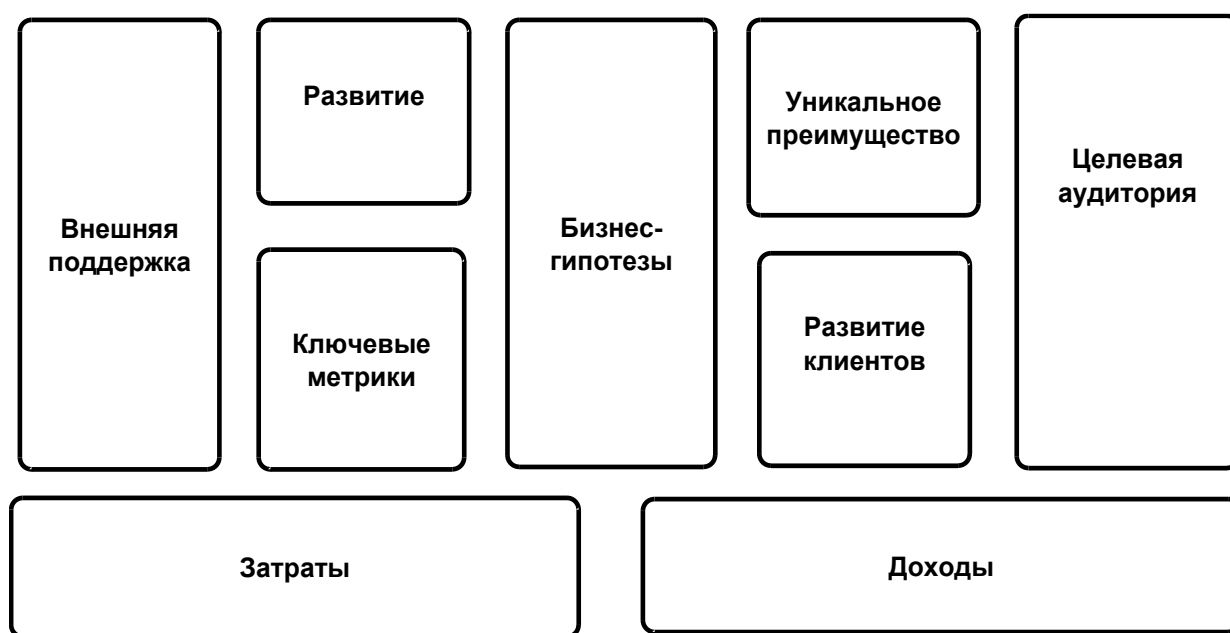 Внешняя
поддержка
Развитие
Ключевые
метрики
Бизнес-
гипотезы
Уникальное
преимущество
Развитие
клиентов
Целевая
аудитория
Затраты
Доходы